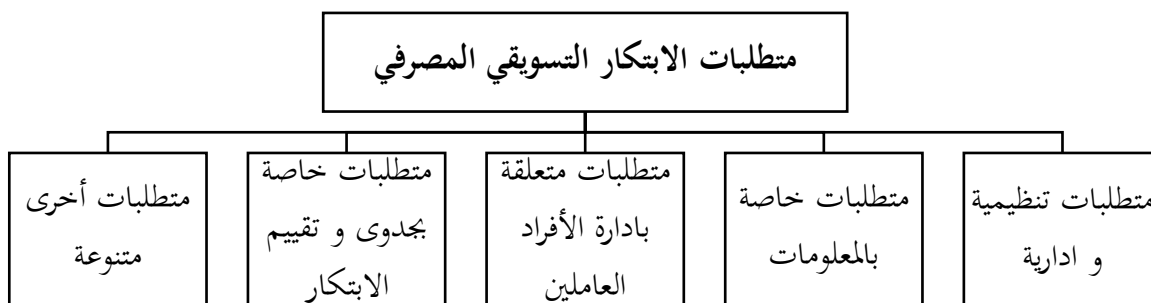 متطلبات الابتكار التسويقي المصرفي
متطلبات تنظيمية
و ادارية
متطلبات خاصة
بالمعلومات
متطلبات متعلقة
بادارة الأفراد
العاملين
متطلبات خاصة
بجدوى و تقييم
الابتكار
متطلبات أخرى
متنوعة